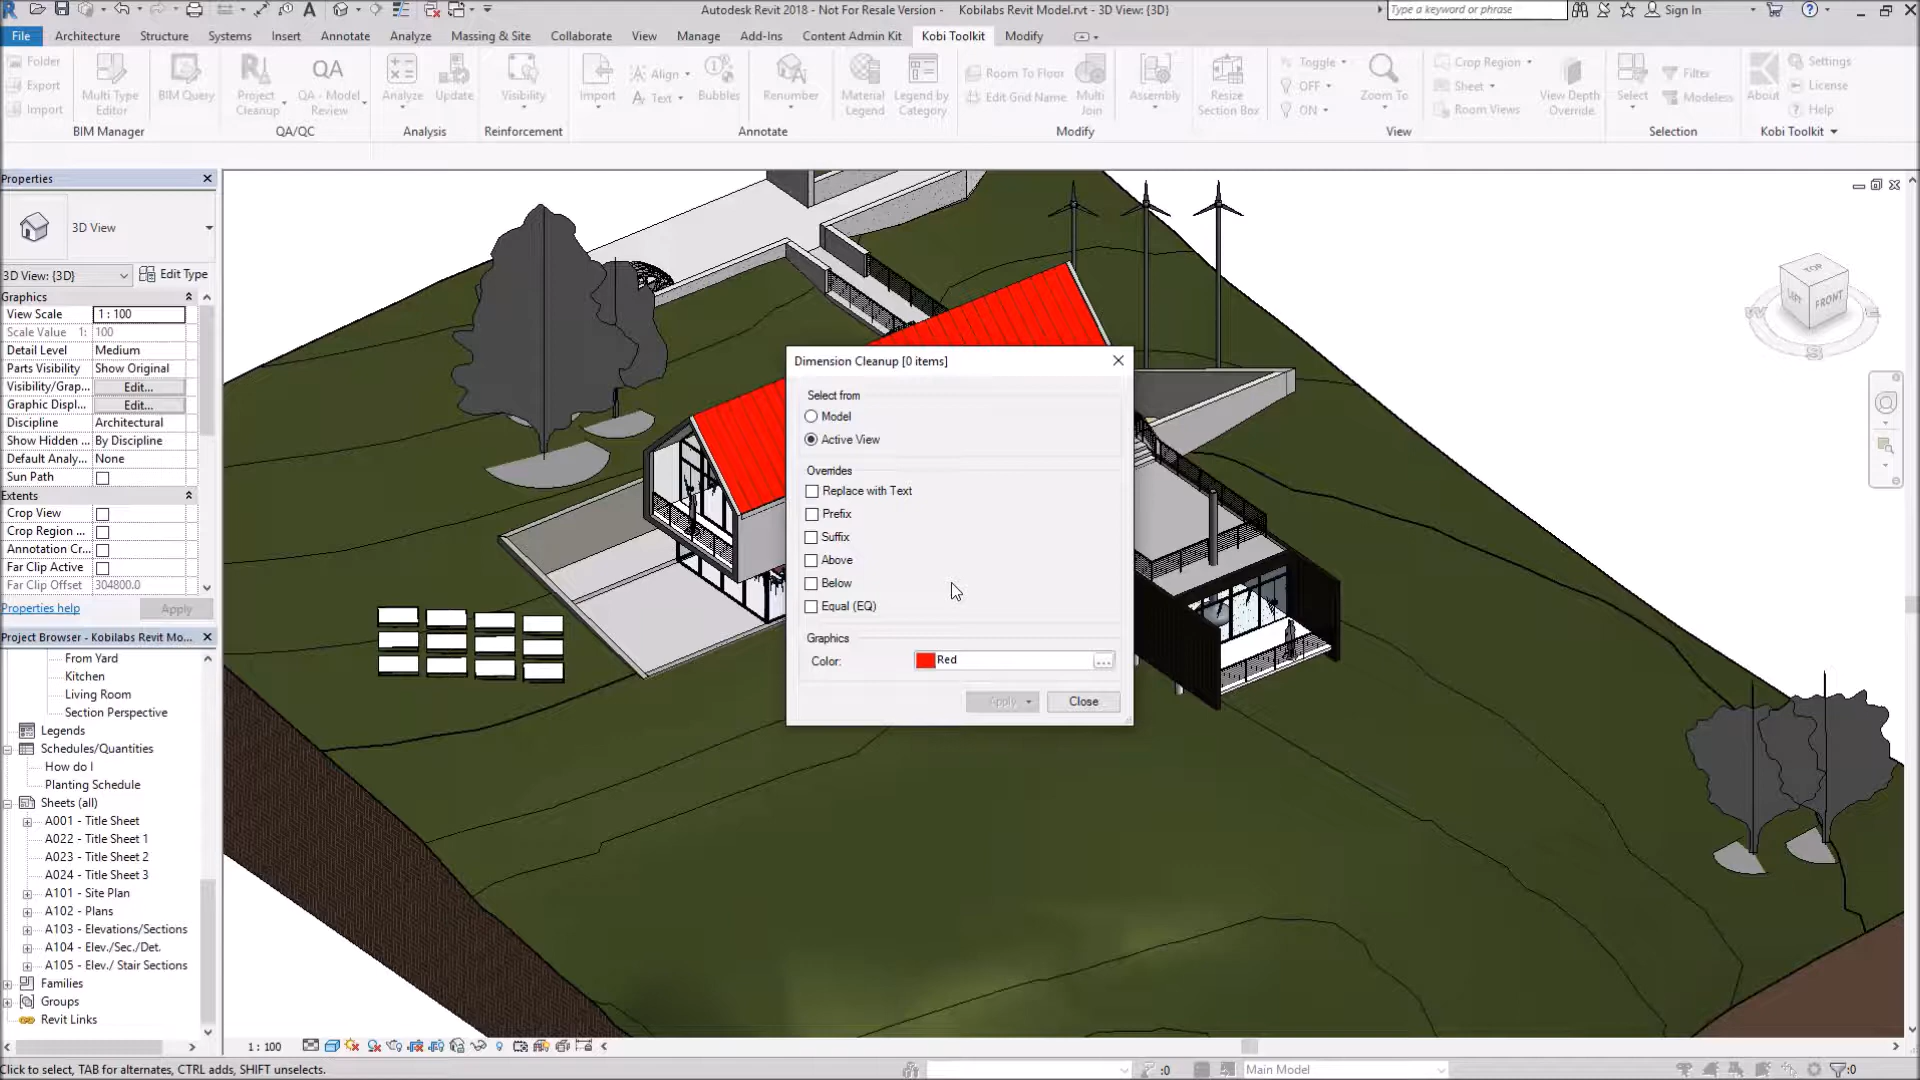 Autodesk Revit 2018 - Not For Resale Version - Kobilabs Revit Model.rvt - 3D View: {3D}
Type a keyword or phrase
Sign In
File Architecture Structure Systems Insert Annotate Analyze Massing & Site Collaborate View Manage Add-Ins Content Admin Kit Kobi Toolkit Modify
Folder
Export
Import
Multi Type
Editor
BIM Query
BIM Manager
Project
Cleanup
QA - Model
Review
QA/QC
Analyze
Update
Analysis
Visibility
Reinforcement
Import
Align
Text
Bubbles
Renumber
Material
Legend
Legend by
Category
Annotate
Room To Floor
Edit Grid Name
Multi
Join
Assembly
Modify
Resize
Section Box
Toggle
OFF
ON
Zoom To
Crop Region
Sheet
Room Views
View Depth
OVERRIDE
View
Select
Filter
Modeless
Selection
About
Settings
License
Help
Kobi Toolkit
Properties
3D View
3D View: {3D}
Edit Type
Graphics
View Scale 1 : 100
Scale Value 1: 100
Detail Level Medium
Parts Visibility Show Original
Visibility/Grap... Edit...
Graphic Displ... Edit...
Discipline Architectural
Show Hidden ... By Discipline
Default Analy... None
Sun Path
Extents
Crop View
Crop Region ...
Annotation Cr...
Far Clip Active
Far Clip Offset 304800.0
Properties help
Apply
Project Browser - Kobilabs Revit Mo...
From Yard
Kitchen
Living Room
Section Perspective
Legends
Schedules/Quantities
How do I
Planting Schedule
Sheets (all)
A001 - Title Sheet
A022 - Title Sheet 1
A023 - Title Sheet 2
A024 - Title Sheet 3
A101 - Site Plan
A102 - Plans
A103 - Elevations/Sections
A104 - Elev./Sec./Det.
A105 - Elev./ Stair Sections
Families
Groups
Revit Links
Dimension Cleanup [0 items]
Select from
Model
Active View
Overrides
Replace with Text
Prefix
Suffix
Above
Below
Equal (EQ)
Graphics
Color: Red ...
Apply
Close
TOP
LEFT
FRONT
W
E
S
1 : 100
Click to select, TAB for alternates, CTRL adds, SHIFT unselects.
:0
Main Model
:0